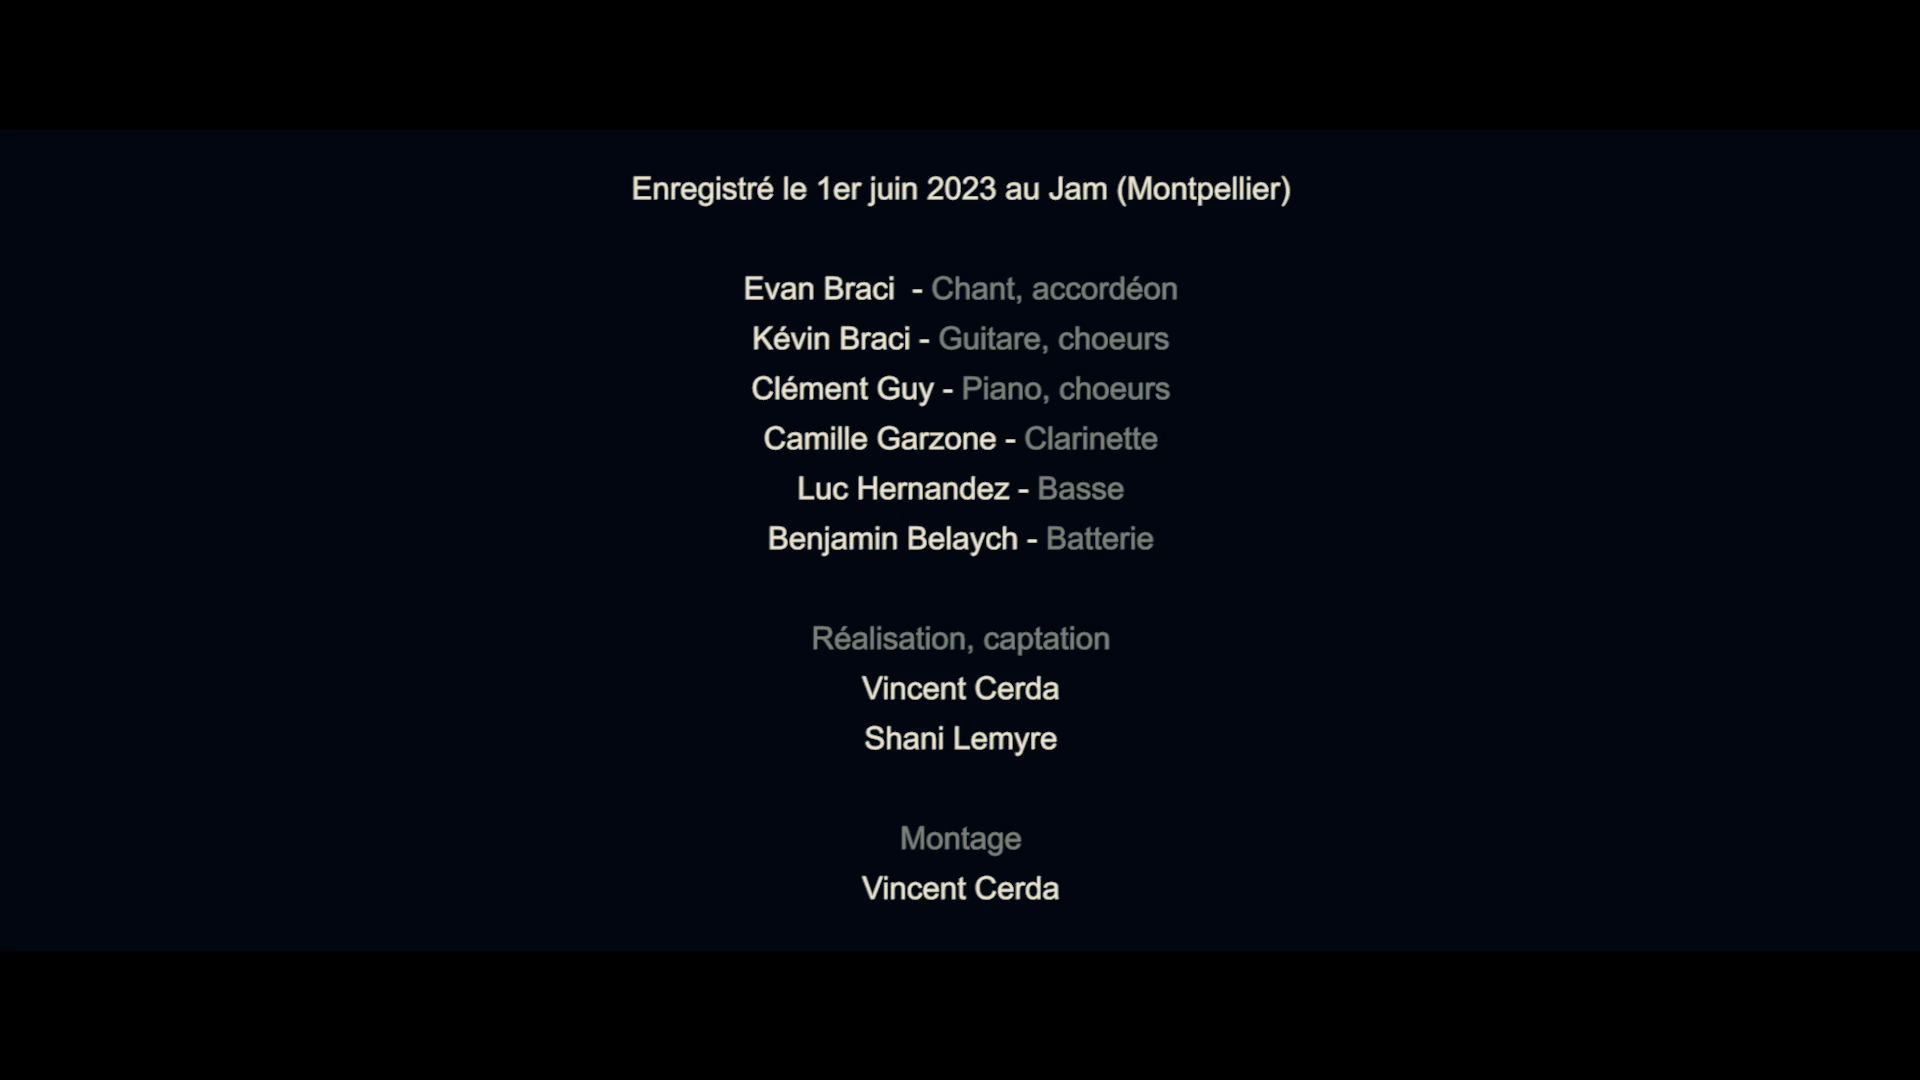 Enregistré le 1er juin 2023 au Jam (Montpellier)
Evan Braci  - Chant, accordéon
Kévin Braci - Guitare, choeurs
Clément Guy - Piano, choeurs
Camille Garzone - Clarinette
Luc Hernandez - Basse
Benjamin Belaych - Batterie
Réalisation, captation
Vincent Cerda
Shani Lemyre
Montage
Vincent Cerda